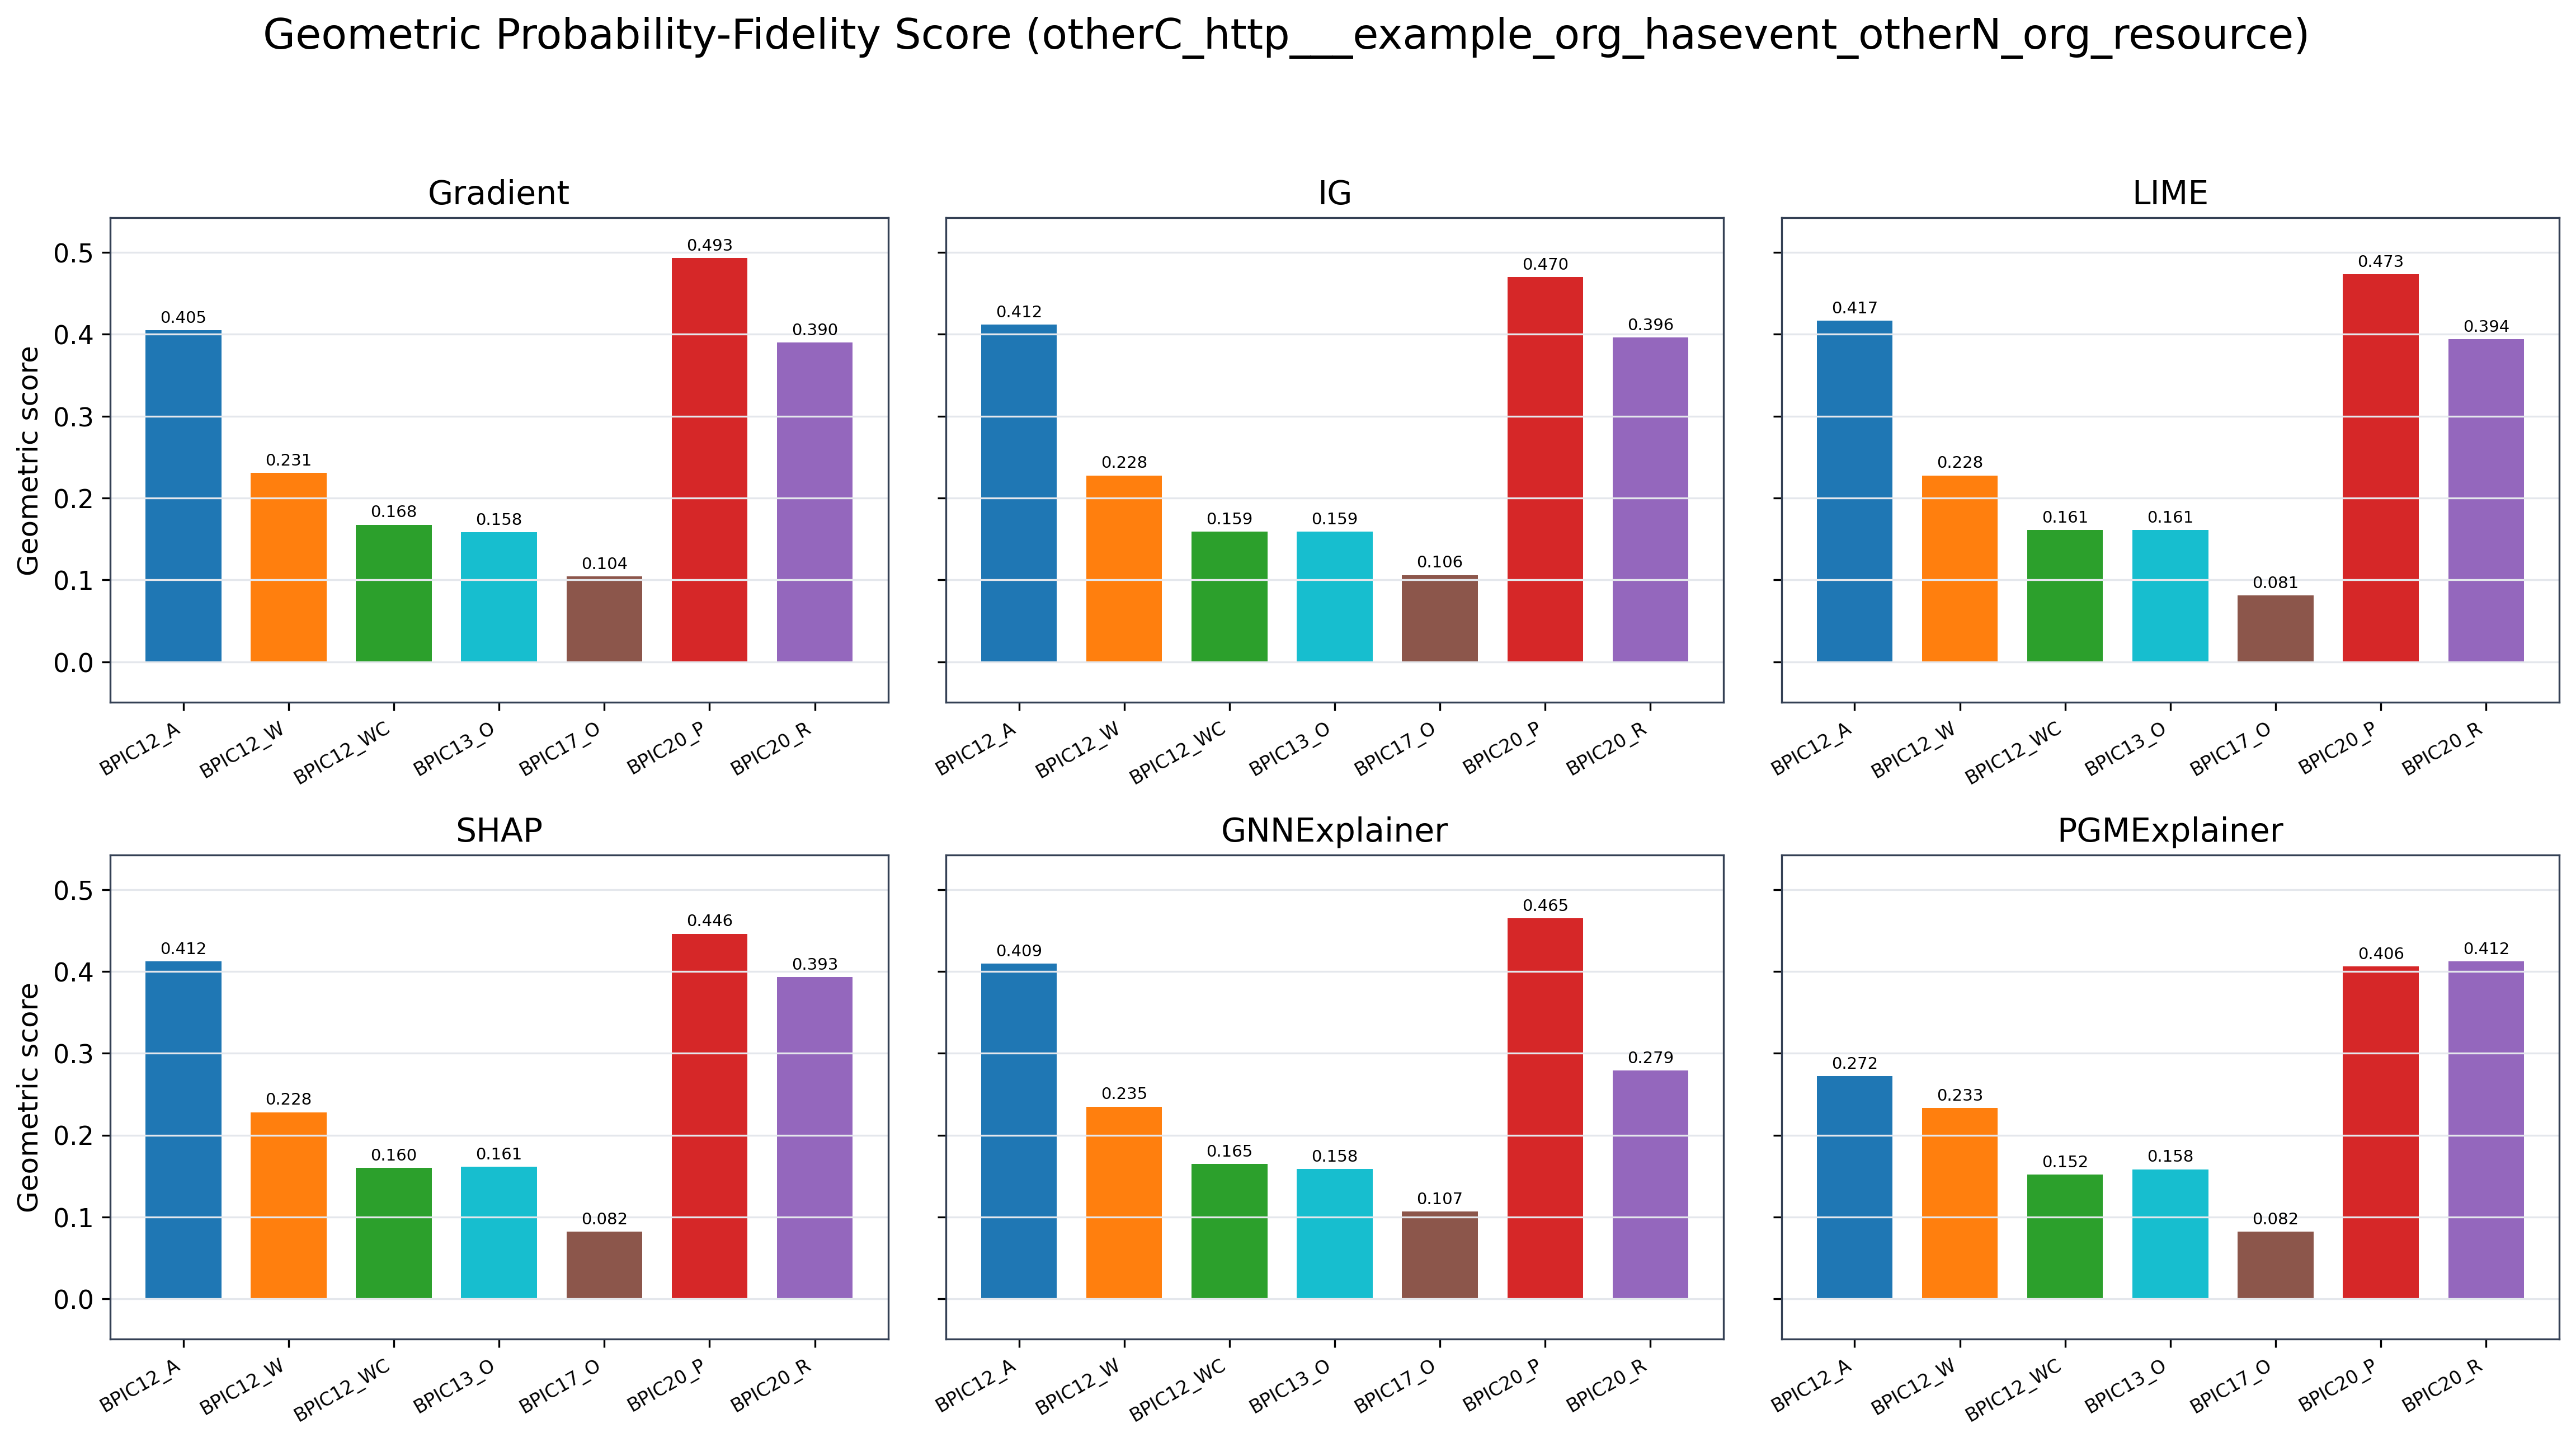 Geometric Probability-Fidelity Score (otherC_http___example_org_hasevent_otherN_org_resource)
Gradient
Geometric score
0.5
0.4
0.3
0.2
0.1
0.0
0.405
0.231
0.168
0.158
0.104
0.493
0.390
BPIC12_A
BPIC12_W
BPIC12_WC
BPIC13_O
BPIC17_O
BPIC20_P
BPIC20_R
IG
0.412
0.228
0.159
0.159
0.106
0.470
0.396
BPIC12_A
BPIC12_W
BPIC12_WC
BPIC13_O
BPIC17_O
BPIC20_P
BPIC20_R
LIME
0.417
0.228
0.161
0.161
0.081
0.473
0.394
BPIC12_A
BPIC12_W
BPIC12_WC
BPIC13_O
BPIC17_O
BPIC20_P
BPIC20_R
SHAP
Geometric score
0.5
0.4
0.3
0.2
0.1
0.0
0.412
0.228
0.160
0.161
0.082
0.446
0.393
BPIC12_A
BPIC12_W
BPIC12_WC
BPIC13_O
BPIC17_O
BPIC20_P
BPIC20_R
GNNExplainer
0.409
0.235
0.165
0.158
0.107
0.465
0.279
BPIC12_A
BPIC12_W
BPIC12_WC
BPIC13_O
BPIC17_O
BPIC20_P
BPIC20_R
PGMExplainer
0.272
0.233
0.152
0.158
0.082
0.406
0.412
BPIC12_A
BPIC12_W
BPIC12_WC
BPIC13_O
BPIC17_O
BPIC20_P
BPIC20_R